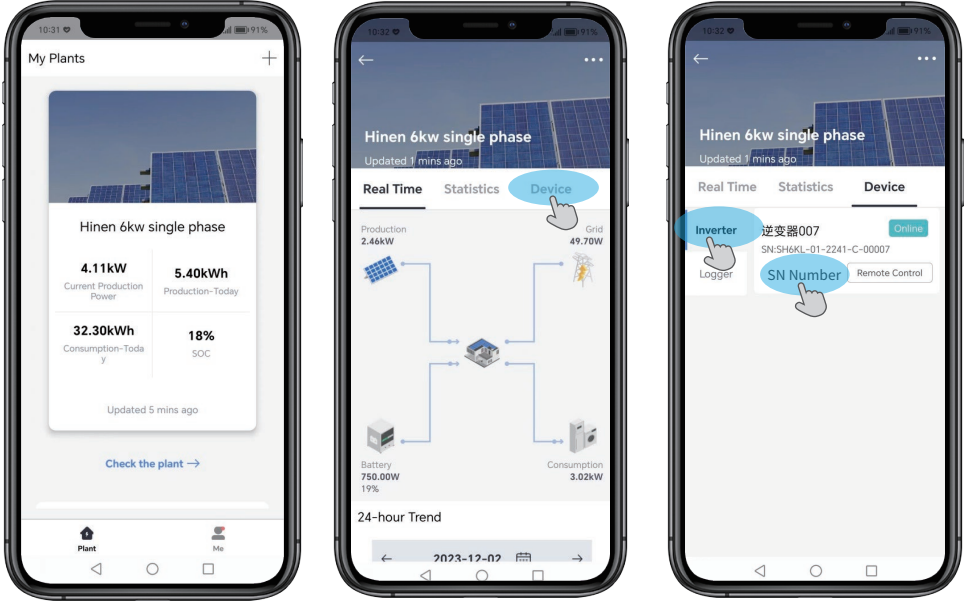 10:31
91%
My Plants
Hinen 6kw single phase
4.11kW
Current Production
Power
5.40kWh
Production-Today
32.30kWh
Consumption-Toda
y
18%
SOC
Updated 5 mins ago
Check the plant →
Plant
Me
10:32
91%
Hinen 6kw single phase
Updated 1 mins ago
Real Time
Statistics
Device
Production
2.46kW
Grid
49.70W
Battery
750.00W
19%
Consumption
3.02kW
24-hour Trend
← 2023-12-02 →
10:32
91%
Hinen 6kw single phase
Updated 1 mins ago
Real Time
Statistics
Device
Inverter
Logger
逆变器007
Online
SN:SH6KL-01-2241-C-00007
SN Number
Remote Control